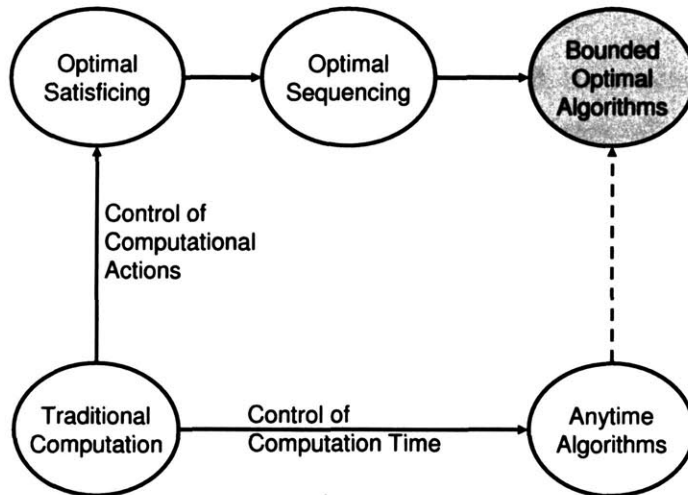 Optimal
Satisficing
Optimal
Sequencing
Bounded
Optimal
Algorithms
Control of
Computational
Actions
Traditional
Computation
Control of
Computation Time
Anytime
Algorithms